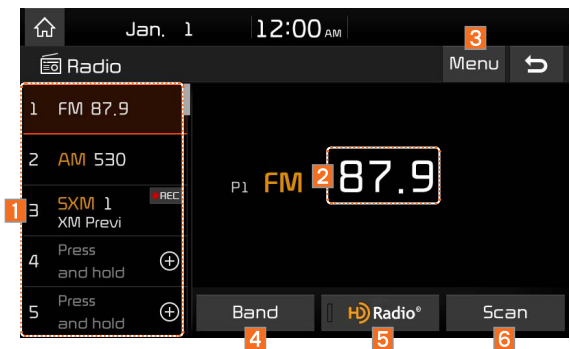 Jan. 1 12:00 AM
3
Radio
Menu
1 FM 87.9
2 AM 530
3 SXM 1 REC
XM Previ
4 Press
and hold
5 Press
and hold
1
P1 FM 2 87.9
Band
HD Radio®
Scan
4
5
6